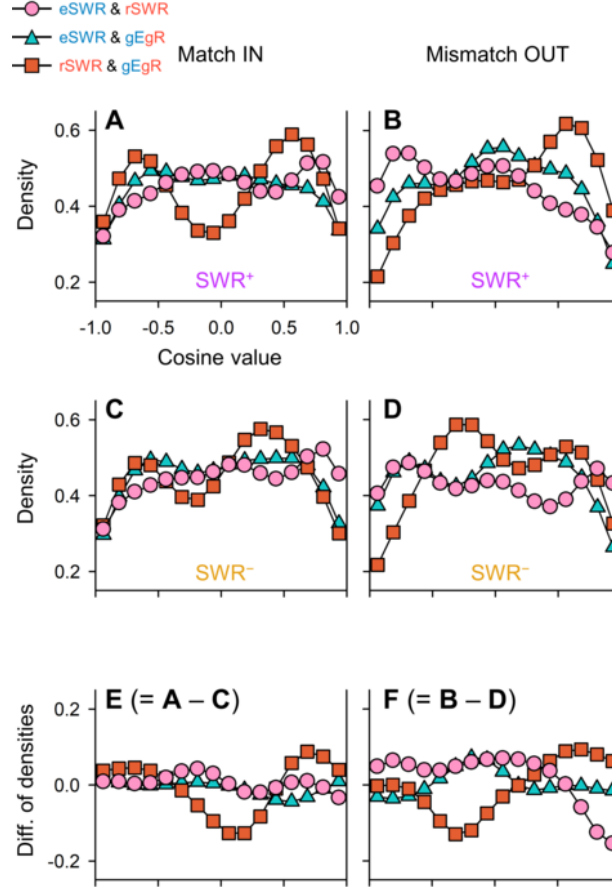 eSWR & rSWR
eSWR & gEgR
rSWR & gEgR
Match IN
Mismatch OUT
A
B
Density
0.6
0.4
0.2
SWR⁺
SWR⁺
-1.0 -0.5 0.0 0.5 1.0
Cosine value
C
D
Density
0.6
0.4
0.2
SWR⁻
SWR⁻
E (= A – C)
F (= B – D)
Diff. of densities
0.2
0.0
-0.2